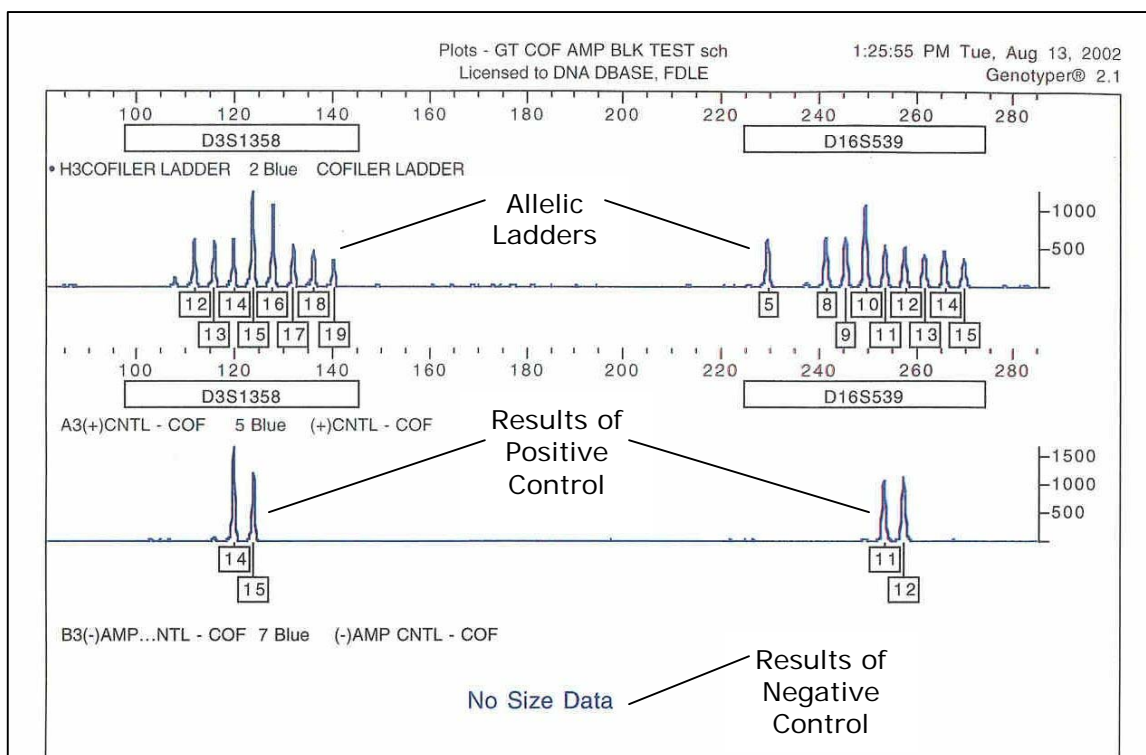 Plots - GT COF AMP BLK TEST sch 1:25:55 PM Tue, Aug 13, 2002
Licensed to DNA DBASE, FDLE Genotyper® 2.1
100 120 140 160 180 200 220 240 260 280
D3S1358 D16S539
H3COFILER LADDER 2 Blue COFILER LADDER
Allelic
Ladders
1000
500
12 14 16 18 5 8 10 12 14
13 15 17 19 9 11 13 15
100 120 140 160 180 200 220 240 260 280
D3S1358 D16S539
A3(+)CNTL - COF 5 Blue (+)CNTL - COF
Results of
Positive
Control
1500
1000
500
14 11
15 12
B3(-)AMP...NTL - COF 7 Blue (-)AMP CNTL - COF
No Size Data
Results of
Negative
Control